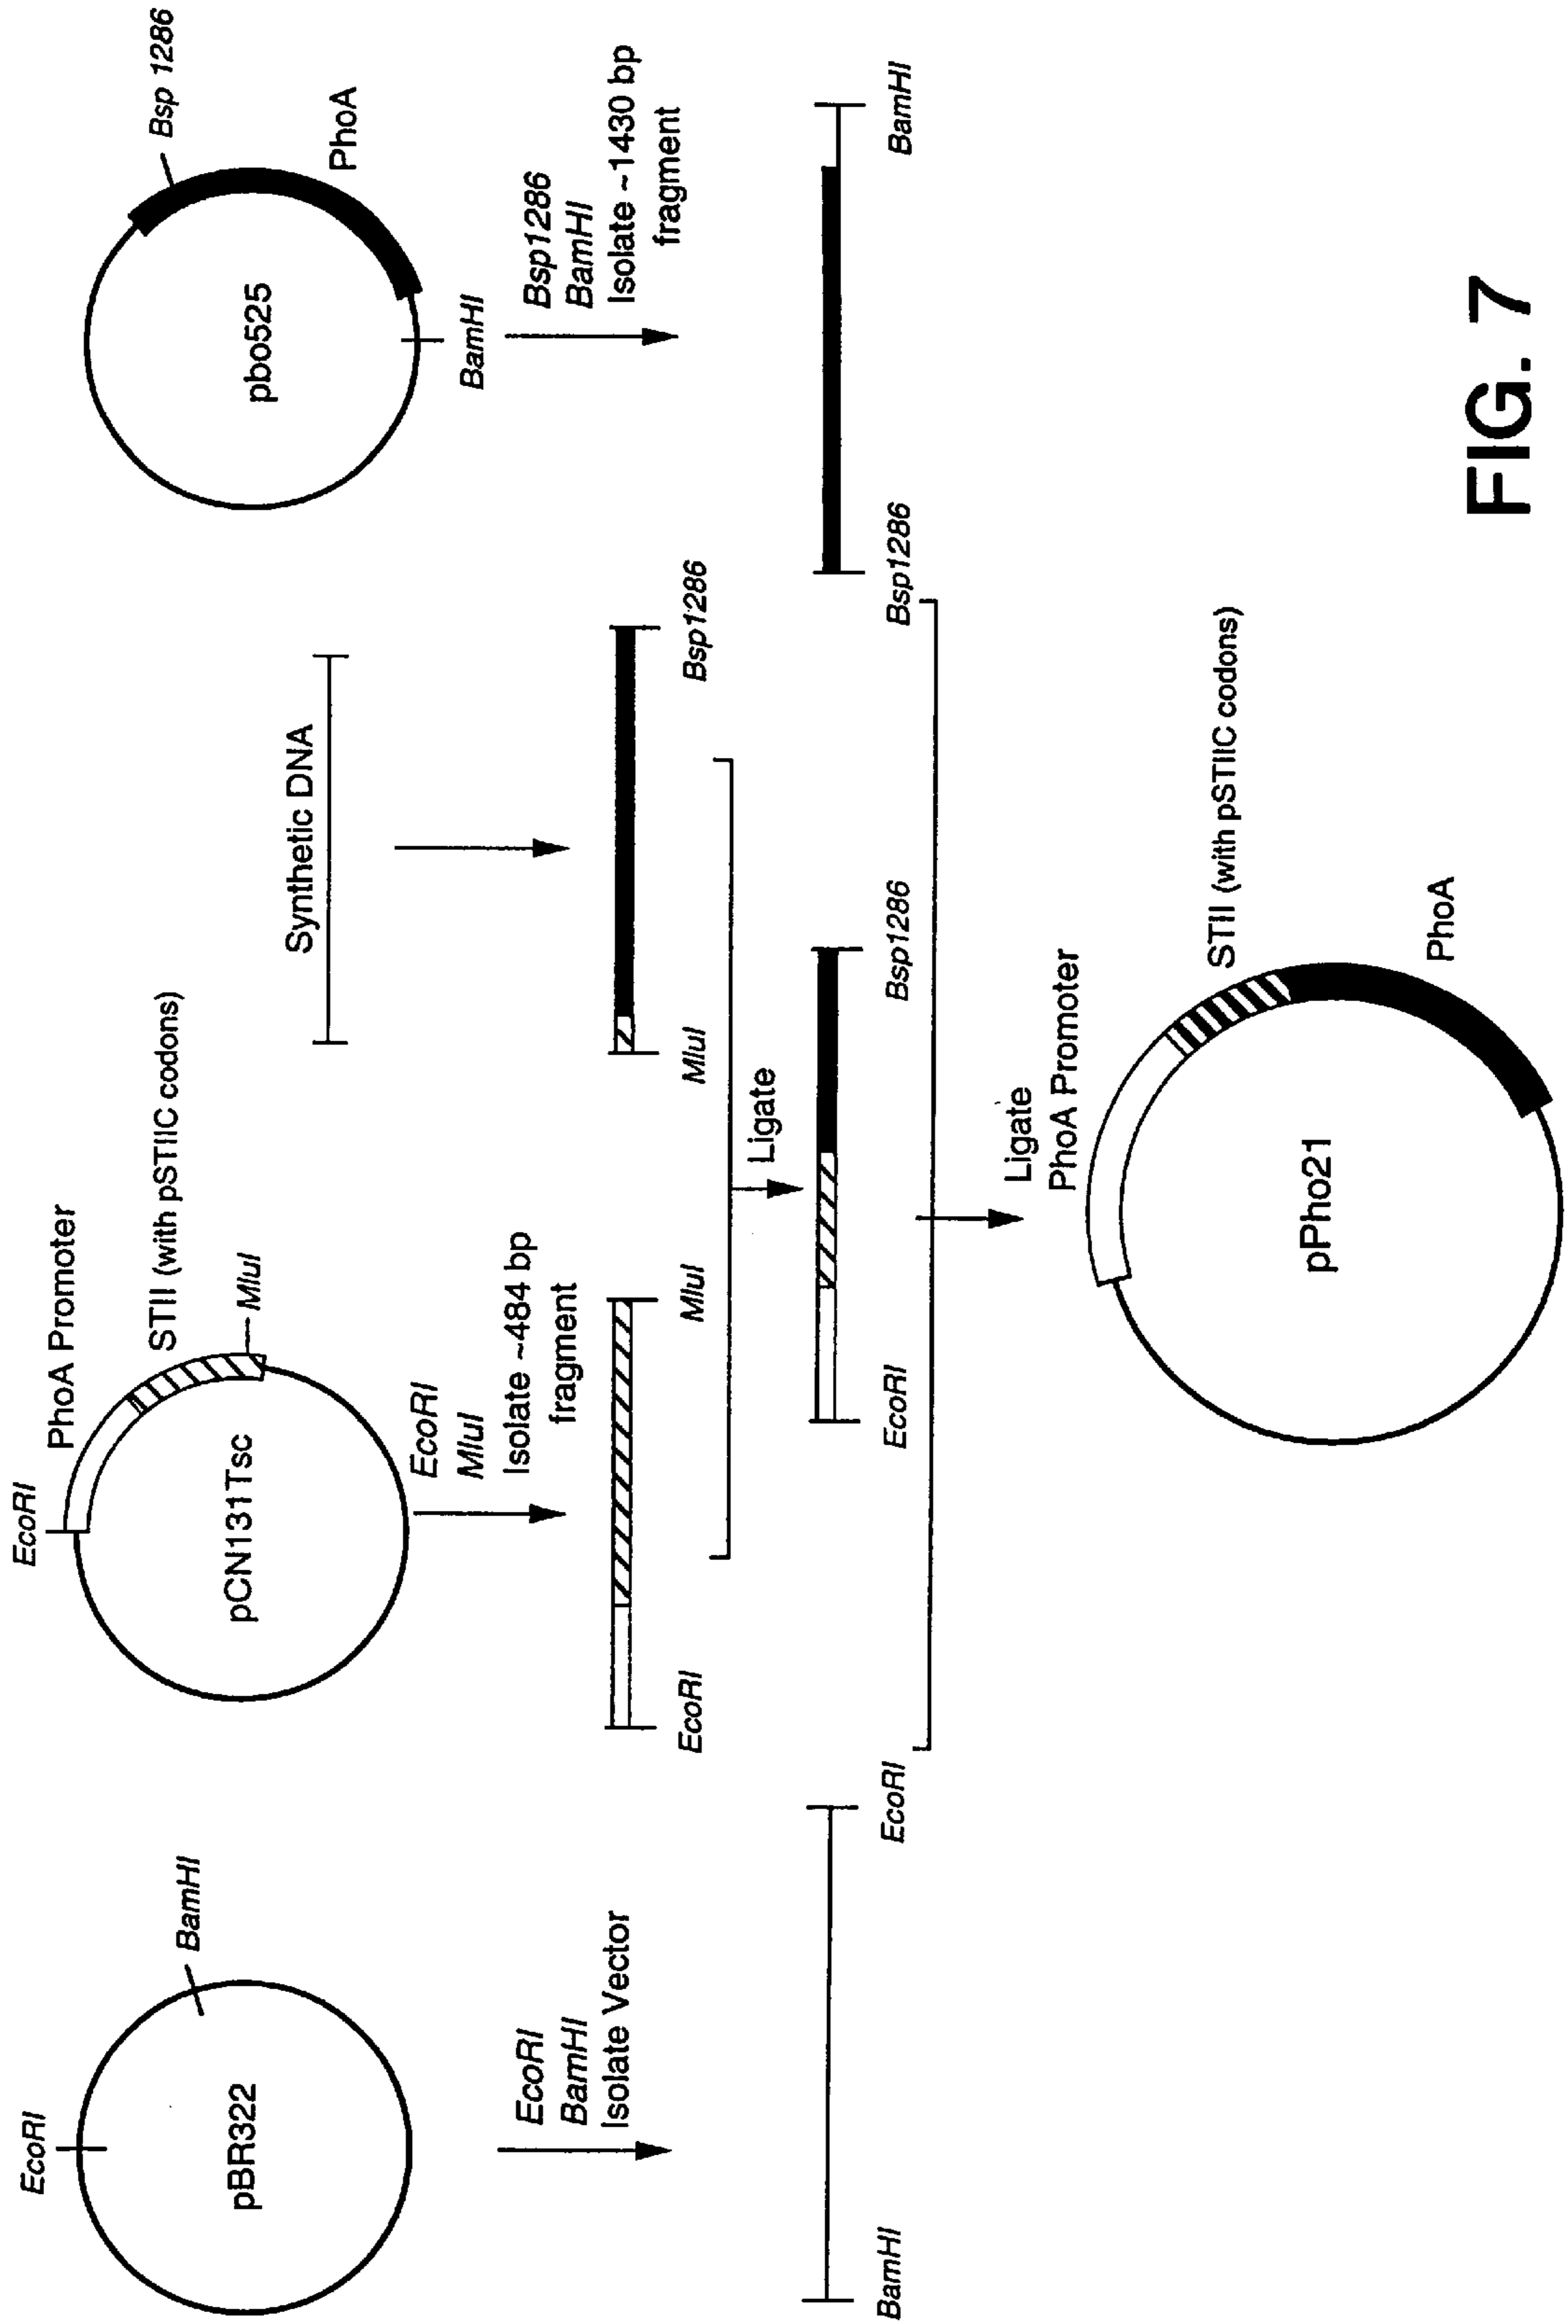 EcoRI
BamHI
pBR322
EcoRI
BamHI
Isolate Vector
BamHI
EcoRI
EcoRI
PhoA Promoter
STII (with pSTIIC codons)
MluI
pCN131Tsc
EcoRI
MluI
Isolate ~484 bp
fragment
EcoRI
MluI
Synthetic DNA
MluI
Bsp1286
Ligate
EcoRI
Bsp1286
Bsp 1286
PhoA
pbo525
BamHI
Bsp1286
BamHI
Isolate ~1430 bp
fragment
Bsp1286
BamHI
Ligate
PhoA Promoter
STII (with pSTIIC codons)
PhoA
pPho21
FIG. 7